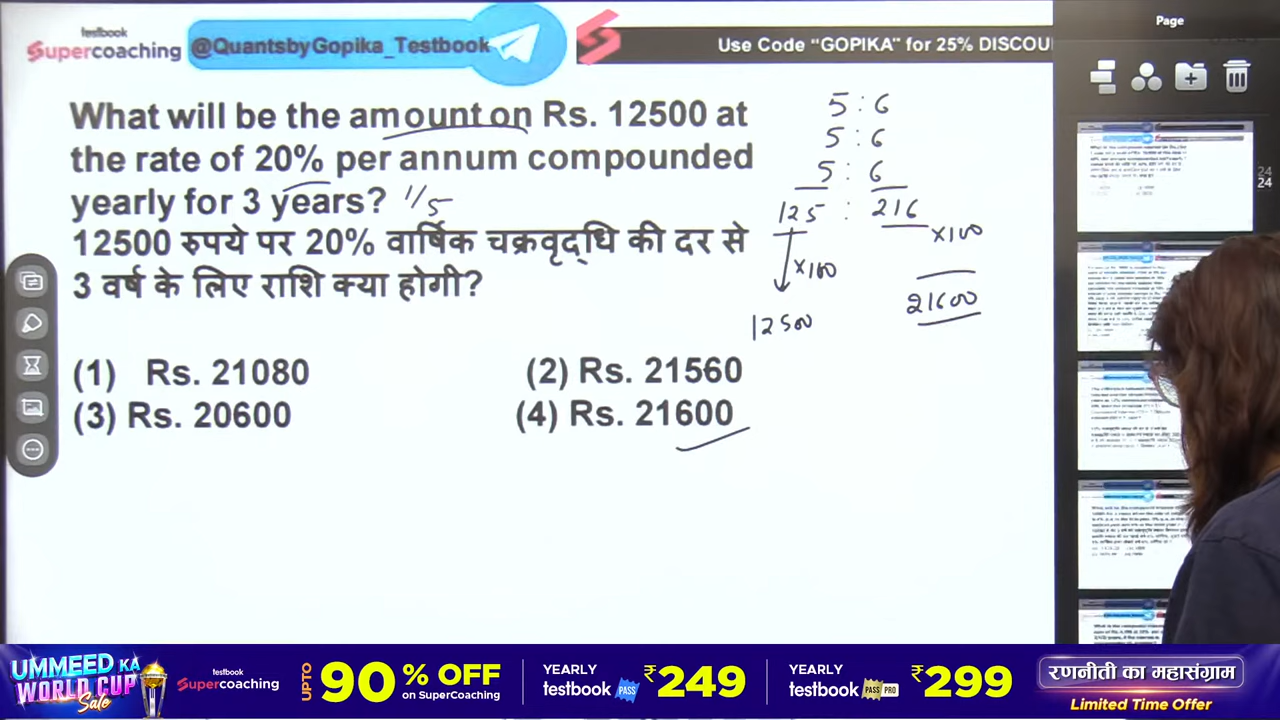 testbook
Supercoaching
@QuantsbyGopika_Testbook
Use Code "GOPIKA" for 25% DISCOU
Page
What will be the amount on Rs. 12500 at
the rate of 20% per annum compounded
yearly for 3 years? 1/5
12500 रुपये पर 20% वार्षिक चक्रवृद्धि की दर से
3 वर्ष के लिए राशि क्या होगी?
(1) Rs. 21080
(2) Rs. 21560
(3) Rs. 20600
(4) Rs. 21600
5 : 6
5 : 6
5 : 6
125 : 216
×100
×100
12500
21600
24
24
UMMEED KA
WORLD CUP
Sale
testbook
Supercoaching
UPTO 90% OFF
on SuperCoaching
YEARLY
testbook PASS
₹249
YEARLY
testbook PASS PRO
₹299
रणनीती का महासंग्राम
Limited Time Offer